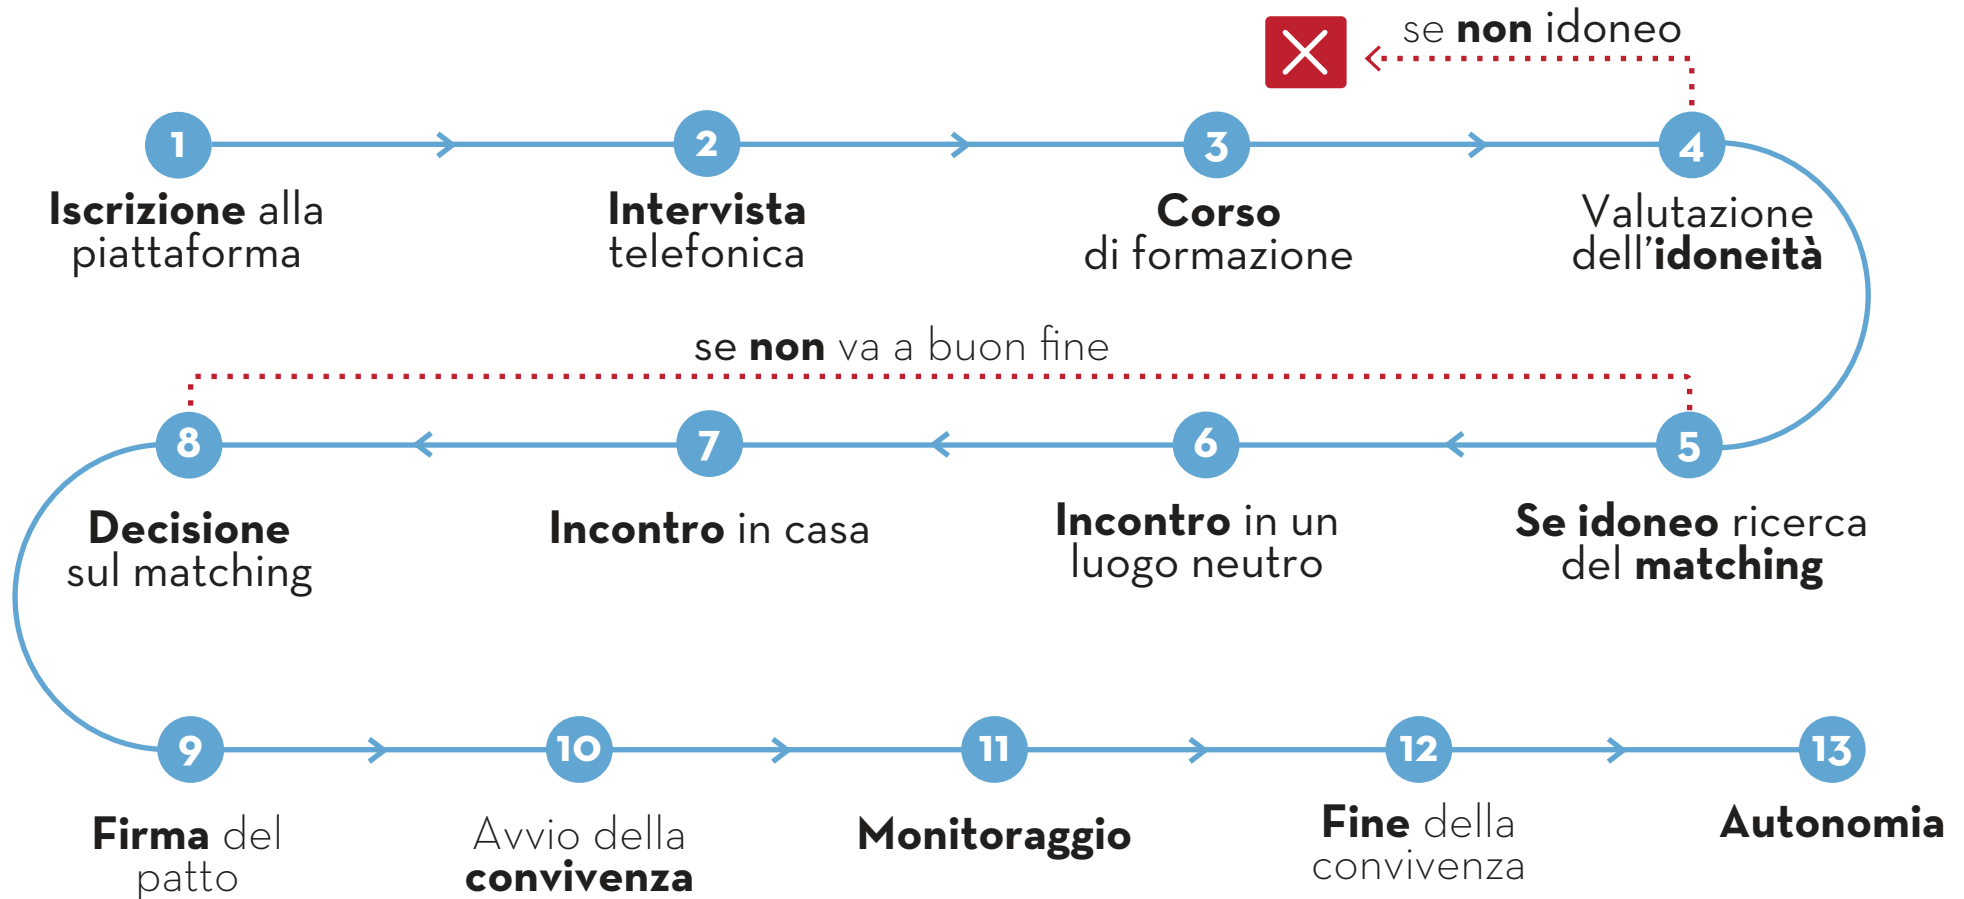 se non idoneo
1
2
3
4
Iscrizione alla
piattaforma
Intervista
telefonica
Corso
di formazione
Valutazione
dell'idoneità
se non va a buon fine
8
7
6
5
Decisione
sul matching
Incontro in casa
Incontro in un
luogo neutro
Se idoneo ricerca
del matching
9
10
11
12
13
Firma del
patto
Avvio della
convivenza
Monitoraggio
Fine della
convivenza
Autonomia